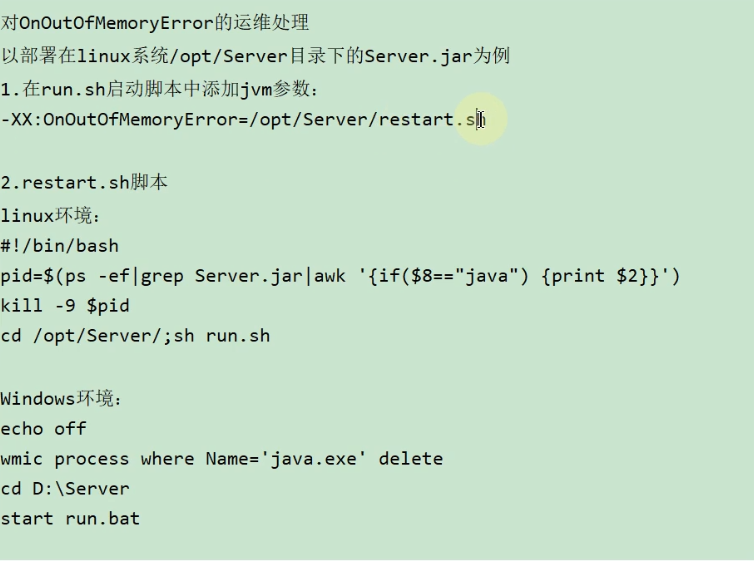 对OnOutOfMemoryError的运维处理
以部署在linux系统/opt/Server目录下的Server.jar为例
1.在run.sh启动脚本中添加jvm参数：
-XX:OnOutOfMemoryError=/opt/Server/restart.sh
2.restart.sh脚本
linux环境：
#!/bin/bash
pid=$(ps -ef|grep Server.jar|awk '{if($8=="java") {print $2}}')
kill -9 $pid
cd /opt/Server/;sh run.sh
Windows环境：
echo off
wmic process where Name='java.exe' delete
cd D:\Server
start run.bat